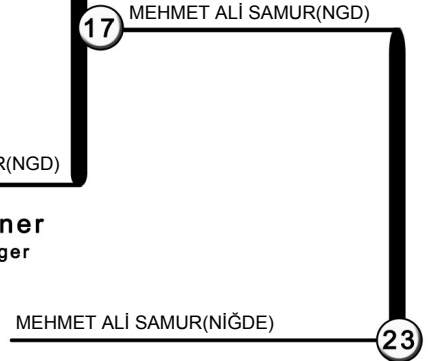 MEHMET ALİ SAMUR(NGD)
17
R(NGD)
ner
ger
MEHMET ALİ SAMUR(NİĞDE)
23